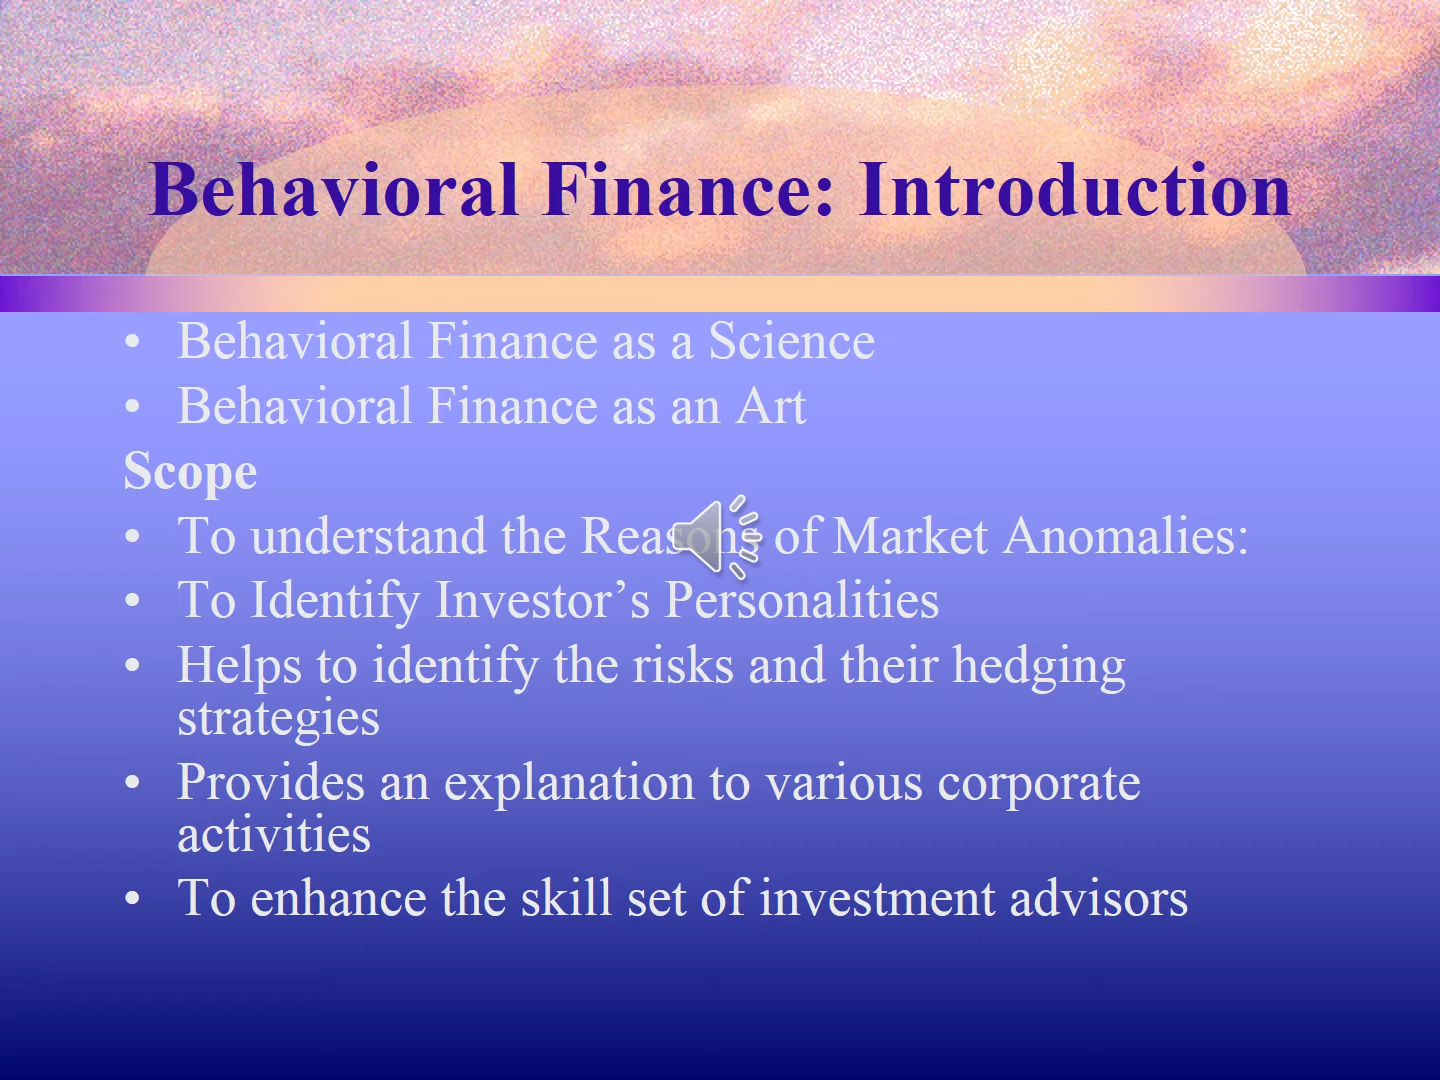 Behavioral Finance: Introduction
• Behavioral Finance as a Science
• Behavioral Finance as an Art
Scope
• To understand the Reasons of Market Anomalies:
• To Identify Investor’s Personalities
• Helps to identify the risks and their hedging
strategies
• Provides an explanation to various corporate
activities
• To enhance the skill set of investment advisors